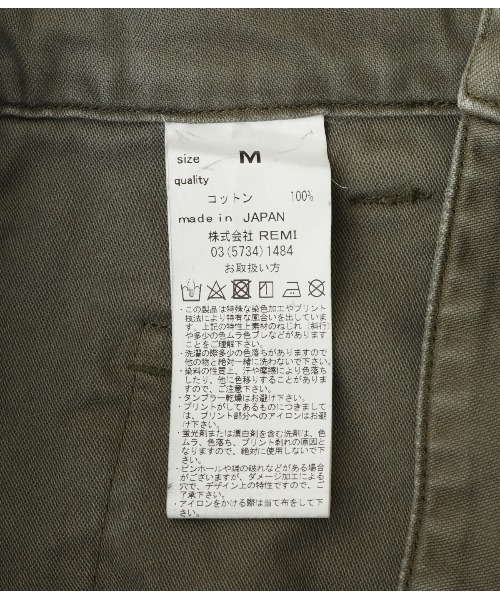 size M
quality
コットン 100%
made in JAPAN
株式会社 REMI
03(5734)1484
お取扱い方
・この製品は特殊な染色加工やプリント
技法により特有な風合いを出していま
す、上記の特性上素材のねじれ（斜行）
や多少の色ムラ色ブレなどがあります
ことをご理解下さい。
・洗濯の際多少の色落ちがありますので
他の物と絶対一緒に洗わないで下さい。
・染料の性質上、汗や摩擦により色落ち
したり、他に色移りすることがありま
すので、ご注意下さい。
・タンブラー乾燥はお避け下さい。
・プリントがしてあるものにつきまして
は、プリント部分へのアイロンはお避
け下さい。
・蛍光剤または漂白剤を含む洗剤は、色
ムラ、色落ち、プリント剥れの原因と
なりますので、絶対に使用しないで下
さい。
・ピンホールや裾の破れなどがある場合
がございますが、ダメージ加工による
穴で、デザイン上の特性ですので、ご
了承下さい。
・アイロンをかける際は当て布をして下
さい。